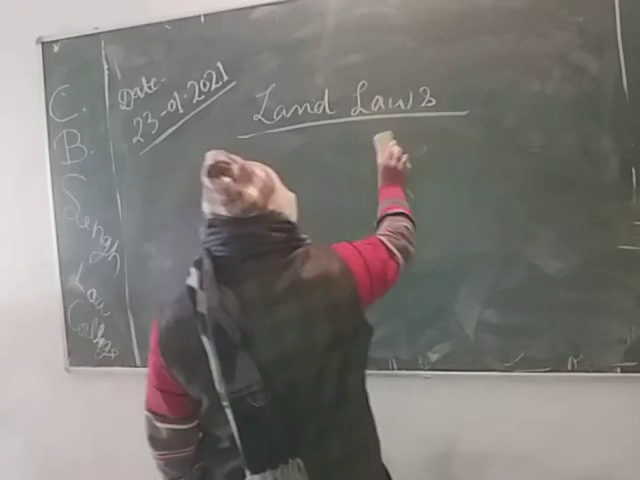 C.
B.
Singh
Law
College
Date-
23-01-2021
Land Laws